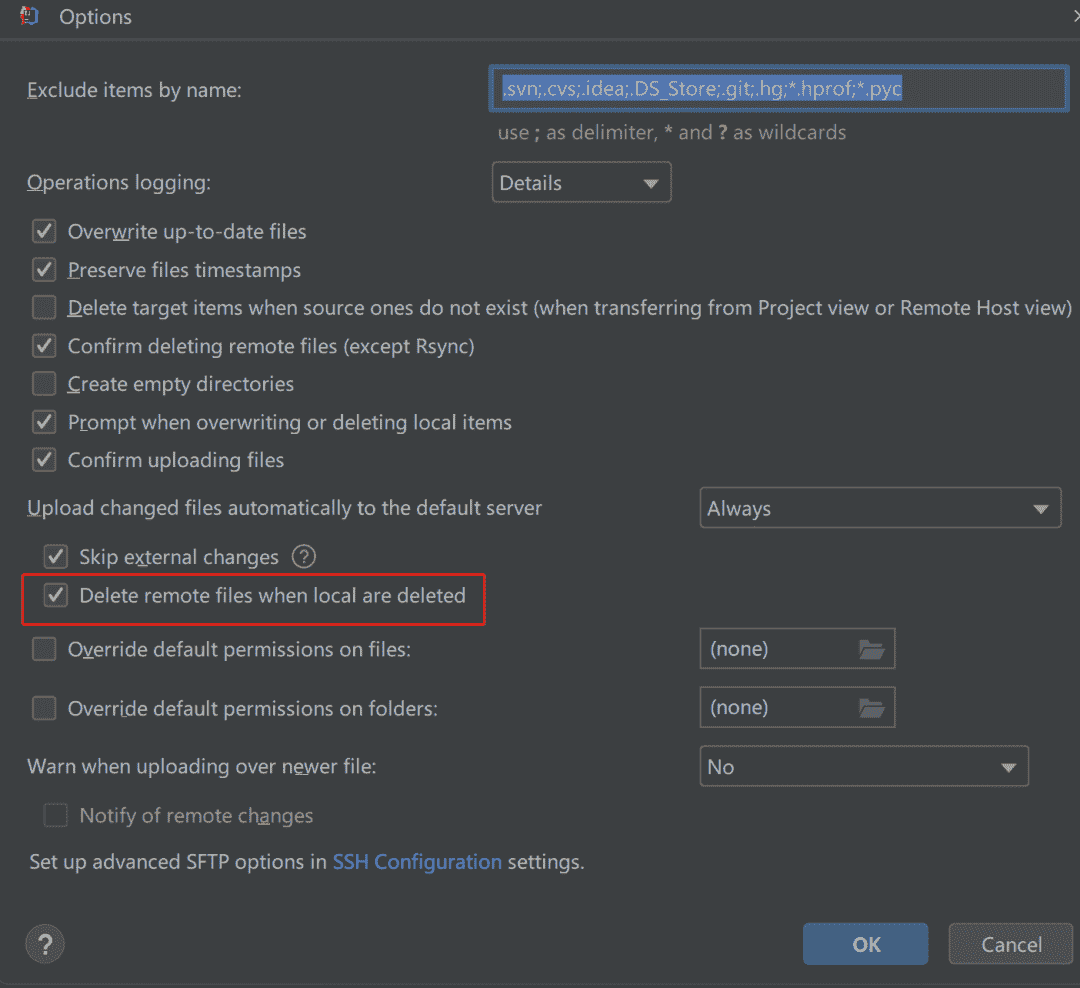 Options
Exclude items by name:
.svn;.cvs;.idea;.DS_Store;.git;.hg;*.hprof;*.pyc
use ; as delimiter, * and ? as wildcards
Operations logging:
Details
Overwrite up-to-date files
Preserve files timestamps
Delete target items when source ones do not exist (when transferring from Project view or Remote Host view)
Confirm deleting remote files (except Rsync)
Create empty directories
Prompt when overwriting or deleting local items
Confirm uploading files
Upload changed files automatically to the default server
Always
Skip external changes ?
Delete remote files when local are deleted
Override default permissions on files:
(none)
Override default permissions on folders:
(none)
Warn when uploading over newer file:
No
Notify of remote changes
Set up advanced SFTP options in SSH Configuration settings.
?
OK
Cancel